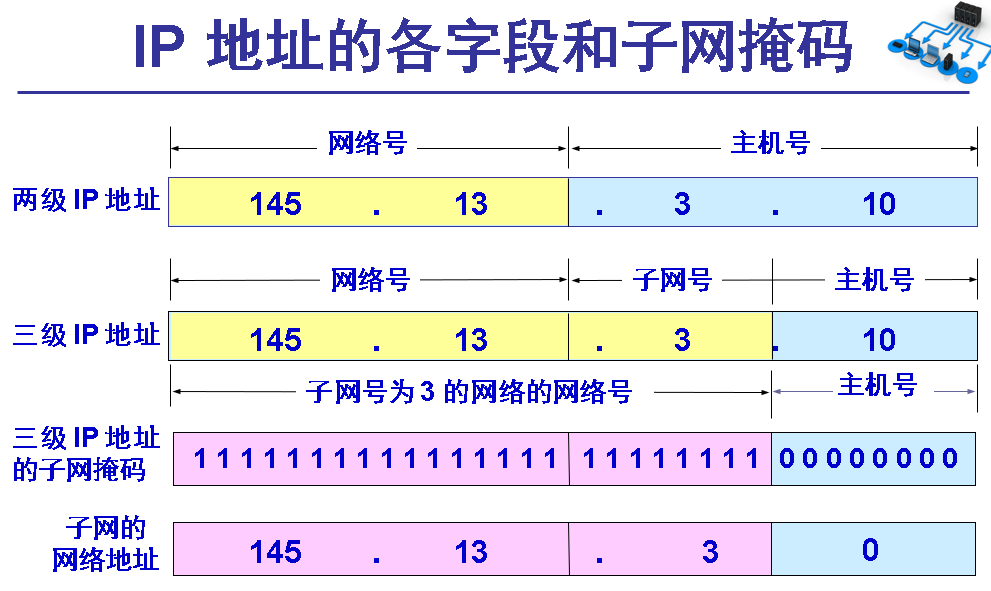 IP 地址的各字段和子网掩码
网络号 主机号
两级 IP 地址 145 . 13 . 3 . 10
网络号 子网号 主机号
三级 IP 地址 145 . 13 . 3 . 10
子网号为 3 的网络的网络号 主机号
三级 IP 地址
的子网掩码 1 1 1 1 1 1 1 1 1 1 1 1 1 1 1 1 1 1 1 1 1 1 1 1 0 0 0 0 0 0 0 0
子网的
网络地址 145 . 13 . 3 0